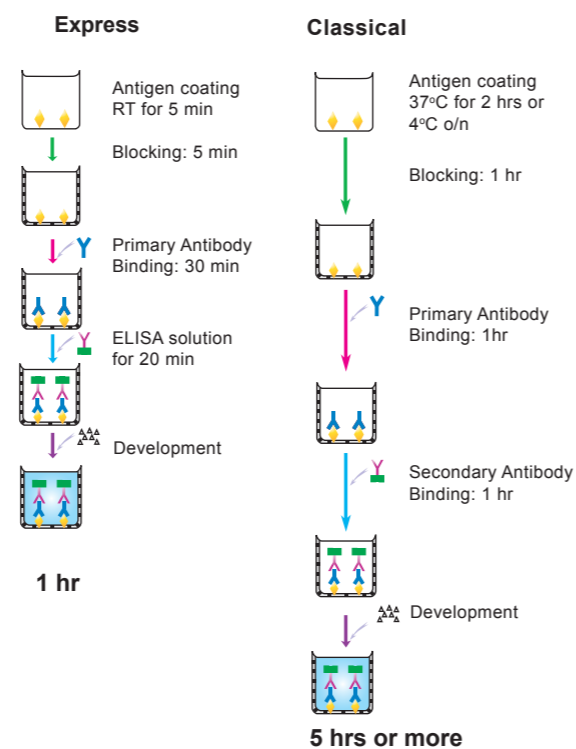 Express
Antigen coating
RT for 5 min
Blocking: 5 min
Primary Antibody
Binding: 30 min
ELISA solution
for 20 min
Development
1 hr
Classical
Antigen coating
37°C for 2 hrs or
4°C o/n
Blocking: 1 hr
Primary Antibody
Binding: 1hr
Secondary Antibody
Binding: 1 hr
Development
5 hrs or more